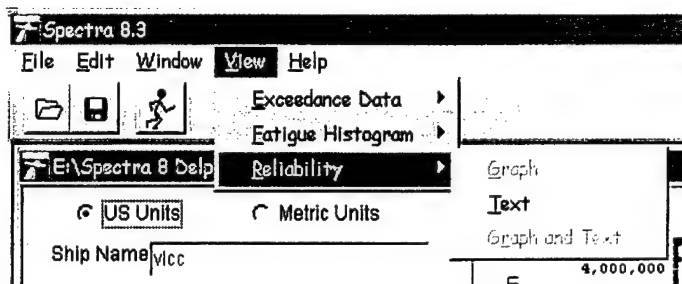 Spectra 8.3
File Edit Window View Help
Exceedance Data
Fatigue Histogram
E:\Spectra 8 Delp Reliability Graph
US Units Metric Units Text
Graph and Text
Ship Name vlcc
4,000,000